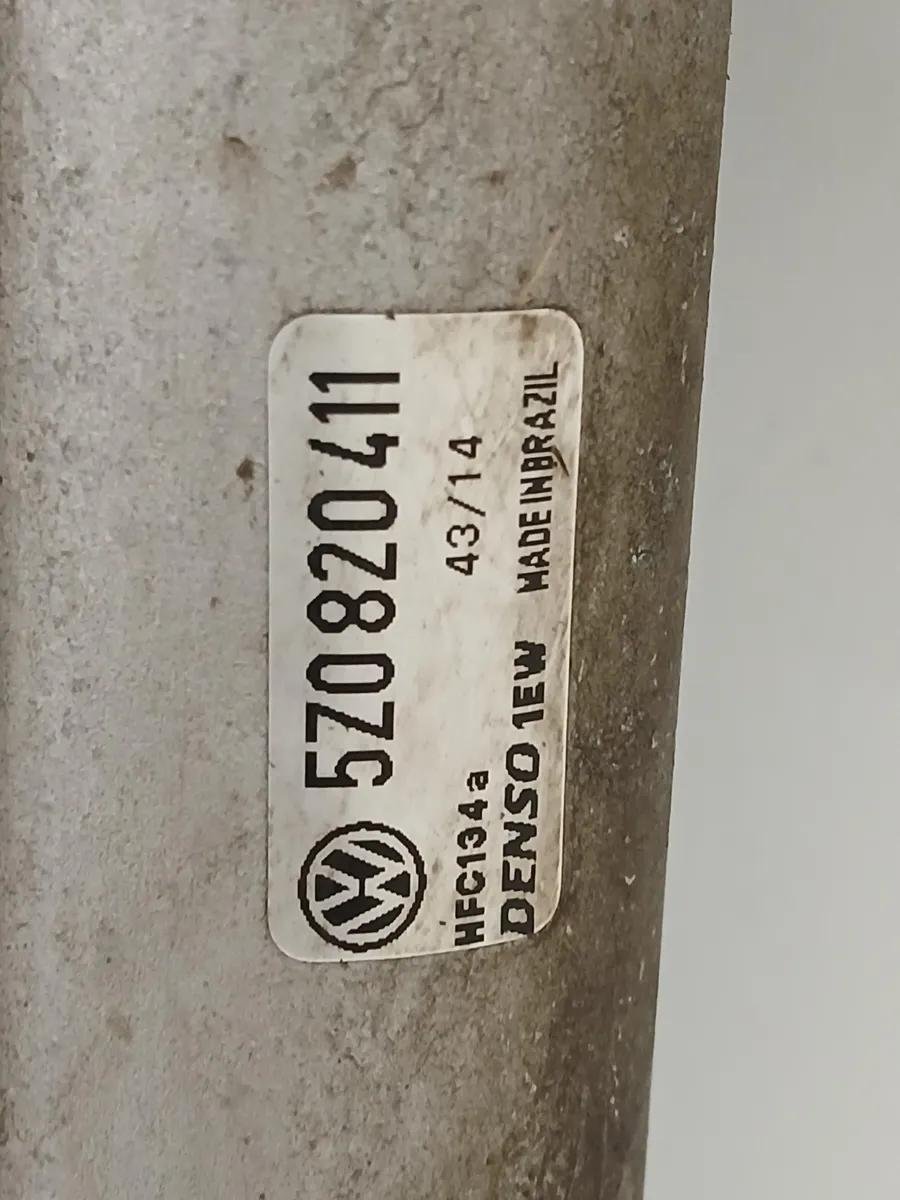 5Z0820411
HFC134a 43/14
DENSO 1EW MADE IN BRAZIL